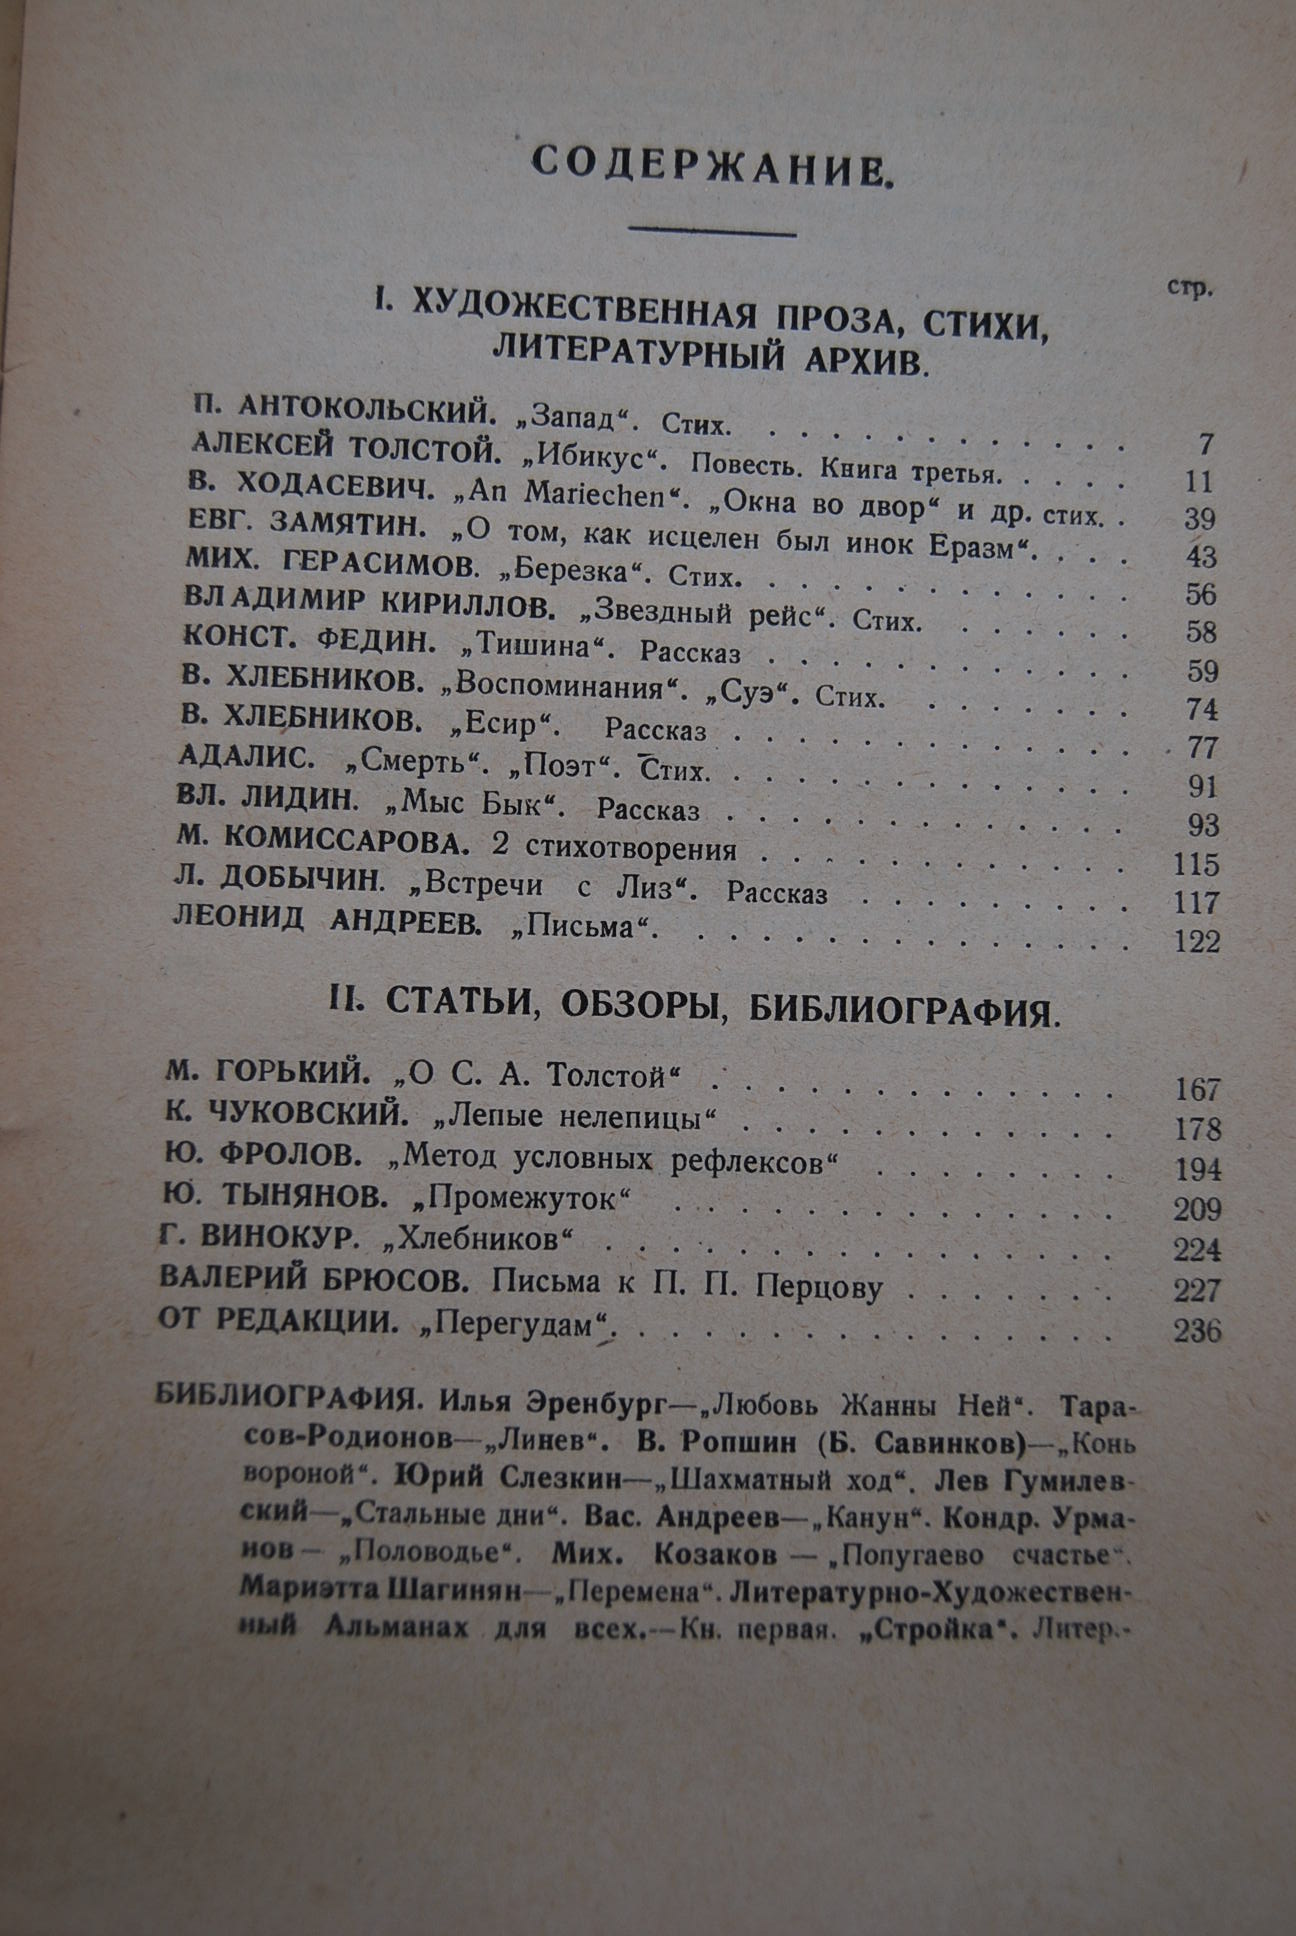 СОДЕРЖАНИЕ.
стр.
I. ХУДОЖЕСТВЕННАЯ ПРОЗА, СТИХИ,
ЛИТЕРАТУРНЫЙ АРХИВ.
П. АНТОКОЛЬСКИЙ. „Запад“. Стих. . . . . . . . . . . . . 7
АЛЕКСЕЙ ТОЛСТОЙ. „Ибикус“. Повесть. Книга третья. . . . . 11
В. ХОДАСЕВИЧ. „An Mariechen“. „Окна во двор“ и др. стих. . 39
ЕВГ. ЗАМЯТИН. „О том, как исцелен был инок Еразм“. . . . 43
МИХ. ГЕРАСИМОВ. „Березка“. Стих. . . . . . . . . . . . 56
ВЛАДИМИР КИРИЛЛОВ. „Звездный рейс“. Стих. . . . . . . 58
КОНСТ. ФЕДИН. „Тишина“. Рассказ . . . . . . . . . . . 59
В. ХЛЕБНИКОВ. „Воспоминания“. „Суэ“. Стих. . . . . . . . 74
В. ХЛЕБНИКОВ. „Есир“. Рассказ . . . . . . . . . . . . 77
АДАЛИС. „Смерть“. „Поэт“. Стих. . . . . . . . . . . . . 91
ВЛ. ЛИДИН. „Мыс Бык“. Рассказ . . . . . . . . . . . . 93
М. КОМИССАРОВА. 2 стихотворения . . . . . . . . . . . 115
Л. ДОБЫЧИН. „Встречи с Лиз“. Рассказ . . . . . . . . . 117
ЛЕОНИД АНДРЕЕВ. „Письма“. . . . . . . . . . . . . . . 122
II. СТАТЬИ, ОБЗОРЫ, БИБЛИОГРАФИЯ.
М. ГОРЬКИЙ. „О С. А. Толстой“ . . . . . . . . . . . . . 167
К. ЧУКОВСКИЙ. „Лепые нелепицы“ . . . . . . . . . . . . 178
Ю. ФРОЛОВ. „Метод условных рефлексов“ . . . . . . . . 194
Ю. ТЫНЯНОВ. „Промежуток“ . . . . . . . . . . . . . . 209
Г. ВИНОКУР. „Хлебников“ . . . . . . . . . . . . . . . . 224
ВАЛЕРИЙ БРЮСОВ. Письма к П. П. Перцову . . . . . . . 227
ОТ РЕДАКЦИИ. „Перегудам“. . . . . . . . . . . . . . . . 236
БИБЛИОГРАФИЯ. Илья Эренбург—„Любовь Жанны Ней“. Тара-
сов-Родионов—„Линев“. В. Ропшин (Б. Савинков)—„Конь
вороной“. Юрий Слезкин—„Шахматный ход“. Лев Гумилев-
ский—„Стальные дни“. Вас. Андреев—„Канун“. Кондр. Урма-
нов— „Половодье“. Мих. Козаков — „Попугаево счастье“.
Мариэтта Шагинян—„Перемена“. Литературно-Художествен-
ный Альманах для всех.—Кн. первая. „Стройка“. Литер.-